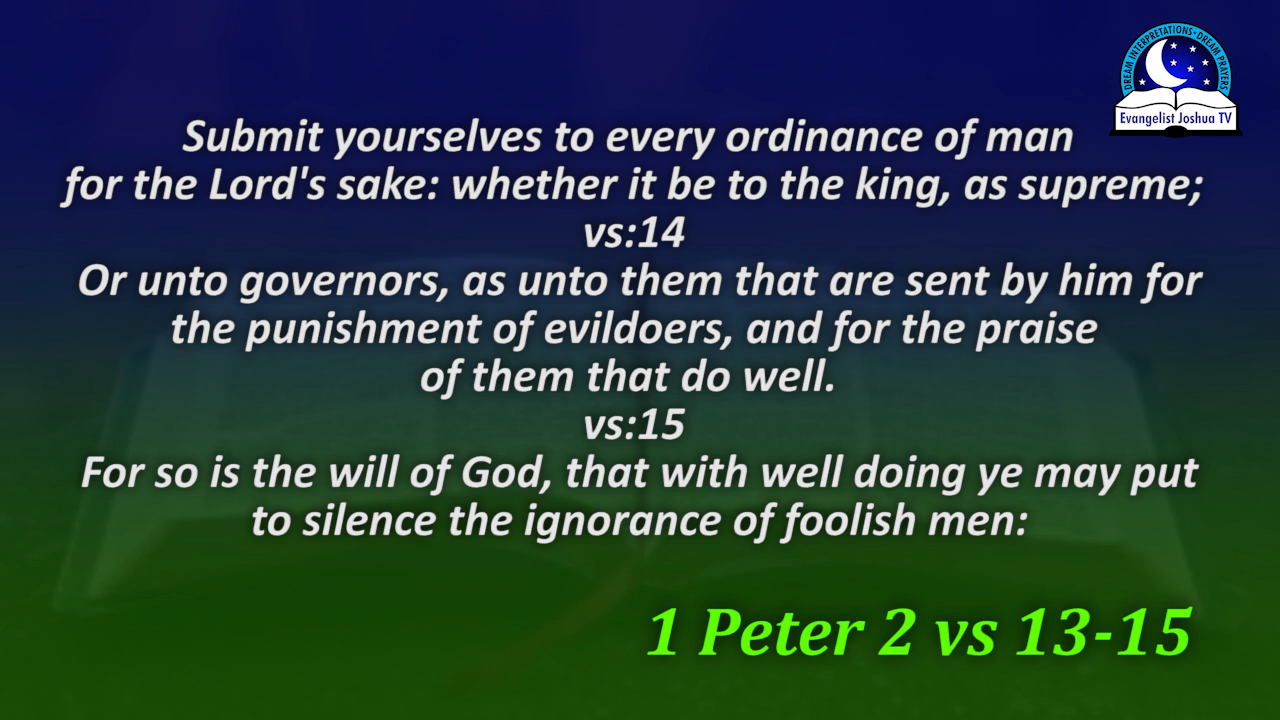 DREAM INTERPRETATIONS · DREAM PRAYERS
Evangelist Joshua TV
Submit yourselves to every ordinance of man
for the Lord's sake: whether it be to the king, as supreme;
vs:14
Or unto governors, as unto them that are sent by him for
the punishment of evildoers, and for the praise
of them that do well.
vs:15
For so is the will of God, that with well doing ye may put
to silence the ignorance of foolish men:
1 Peter 2 vs 13-15